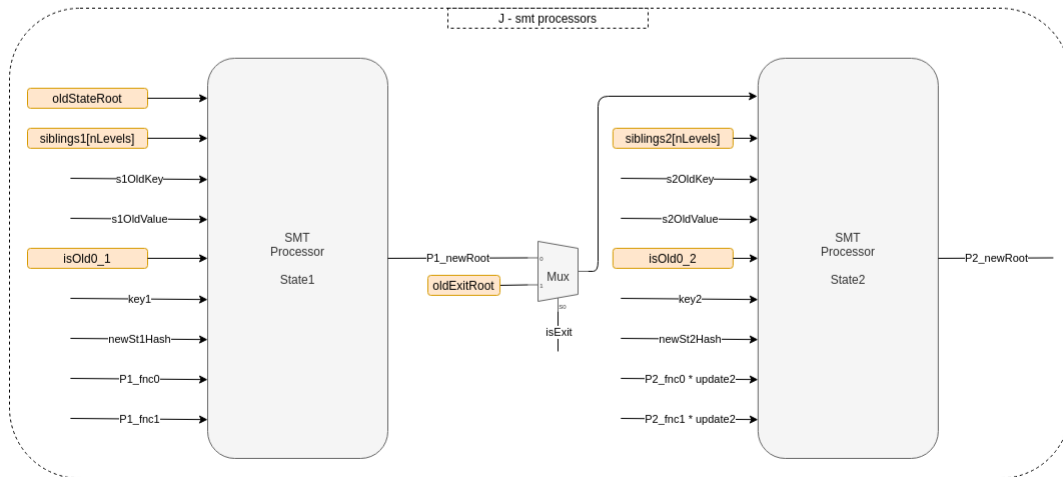 J - smt processors
oldStateRoot
siblings1[nLevels]
s1OldKey
s1OldValue
isOld0_1
key1
newSt1Hash
P1_fnc0
P1_fnc1
SMT
Processor
State1
P1_newRoot
oldExitRoot
0
1
Mux
s0
isExit
siblings2[nLevels]
s2OldKey
s2OldValue
isOld0_2
key2
newSt2Hash
P2_fnc0 * update2
P2_fnc1 * update2
SMT
Processor
State2
P2_newRoot